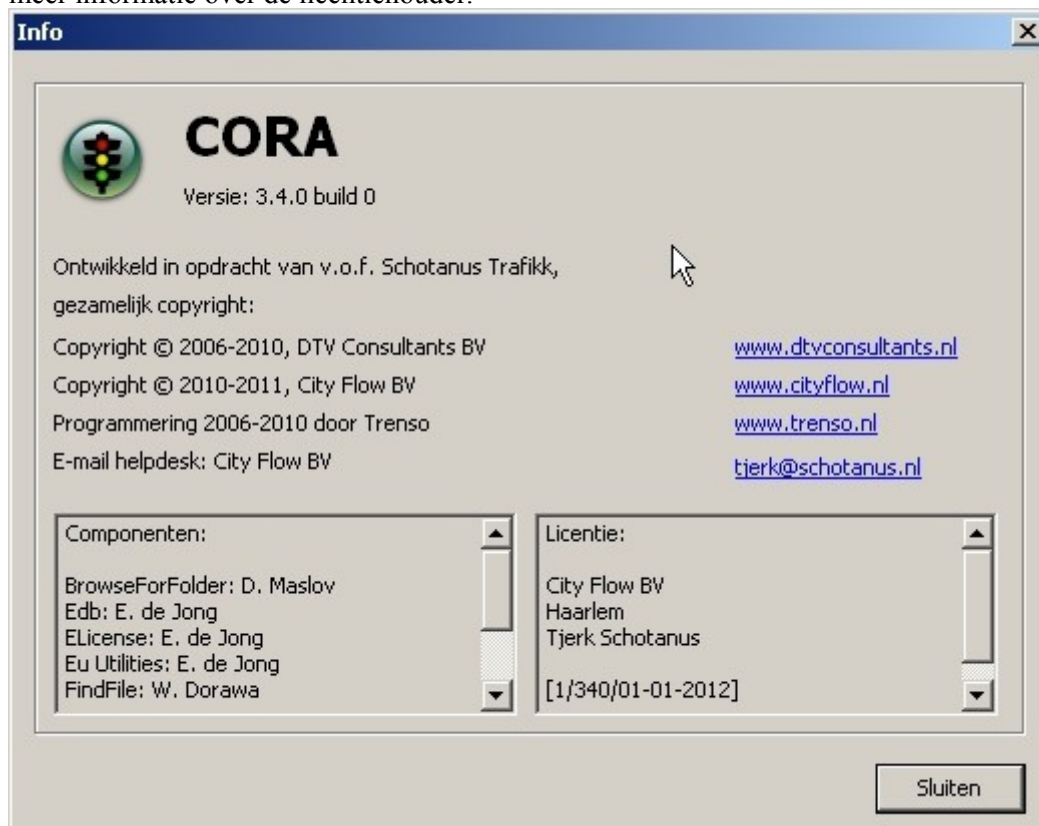 meer informatie over de licentiehouder.
Info
CORA
Versie: 3.4.0 build 0
Ontwikkeld in opdracht van v.o.f. Schotanus Trafikk,
gezamelijk copyright:
Copyright © 2006-2010, DTV Consultants BV www.dtvconsultants.nl
Copyright © 2010-2011, City Flow BV www.cityflow.nl
Programmering 2006-2010 door Trenso www.trenso.nl
E-mail helpdesk: City Flow BV tjerk@schotanus.nl
Componenten:
BrowseForFolder: D. Maslov
Edb: E. de Jong
ELicense: E. de Jong
Eu Utilities: E. de Jong
FindFile: W. Dorawa
Licentie:
City Flow BV
Haarlem
Tjerk Schotanus
[1/340/01-01-2012]
Sluiten